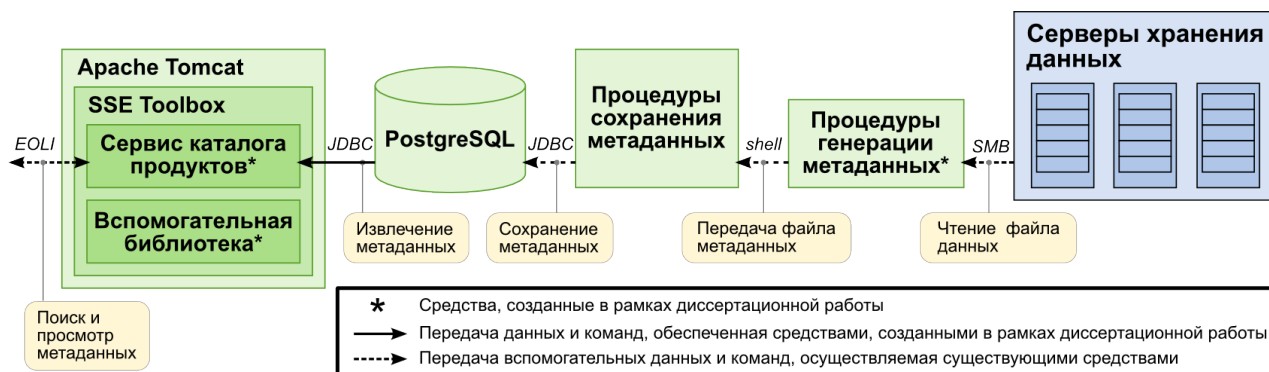 Apache Tomcat
SSE Toolbox
Сервис каталога
продуктов*
Вспомогательная
библиотека*
EOLI
Поиск и
просмотр
метаданных
JDBC
Извлечение
метаданных
PostgreSQL
JDBC
Сохранение
метаданных
Процедуры
сохранения
метаданных
shell
Передача файла
метаданных
Процедуры
генерации
метаданных*
SMB
Чтение файла
данных
Серверы хранения
данных
* Средства, созданные в рамках диссертационной работы
Передача данных и команд, обеспеченная средствами, созданными в рамках диссертационной работы
Передача вспомогательных данных и команд, осуществляемая существующими средствами